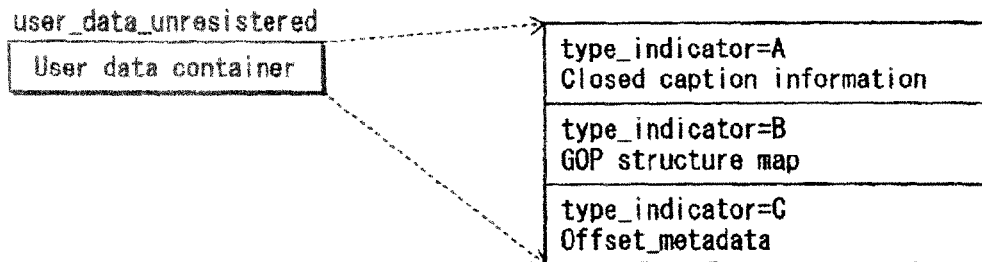 user_data_unresistered
User data container
type_indicator=A
Closed caption information
type_indicator=B
GOP structure map
type_indicator=C
Offset_metadata